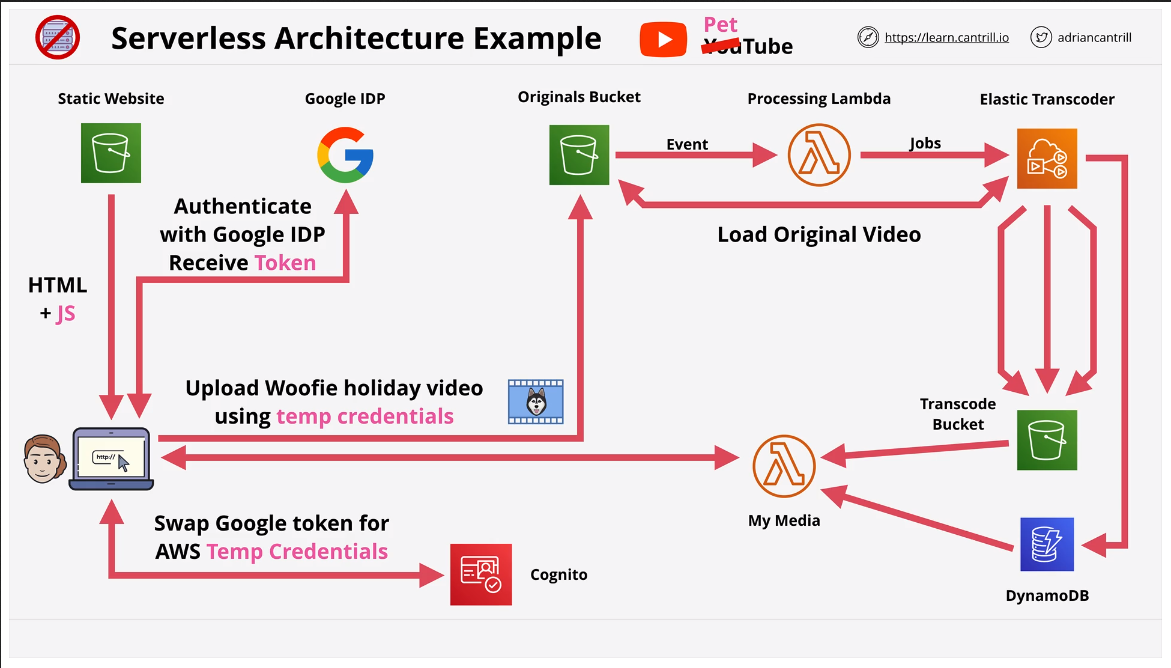 Serverless Architecture Example
Pet
YouTube
https://learn.cantrill.io
adriancantrill
Static Website
Google IDP
Originals Bucket
Processing Lambda
Elastic Transcoder
Event
Jobs
Authenticate
with Google IDP
Receive Token
Load Original Video
HTML
+ JS
Upload Woofie holiday video
using temp credentials
Transcode
Bucket
http://
My Media
Swap Google token for
AWS Temp Credentials
Cognito
DynamoDB